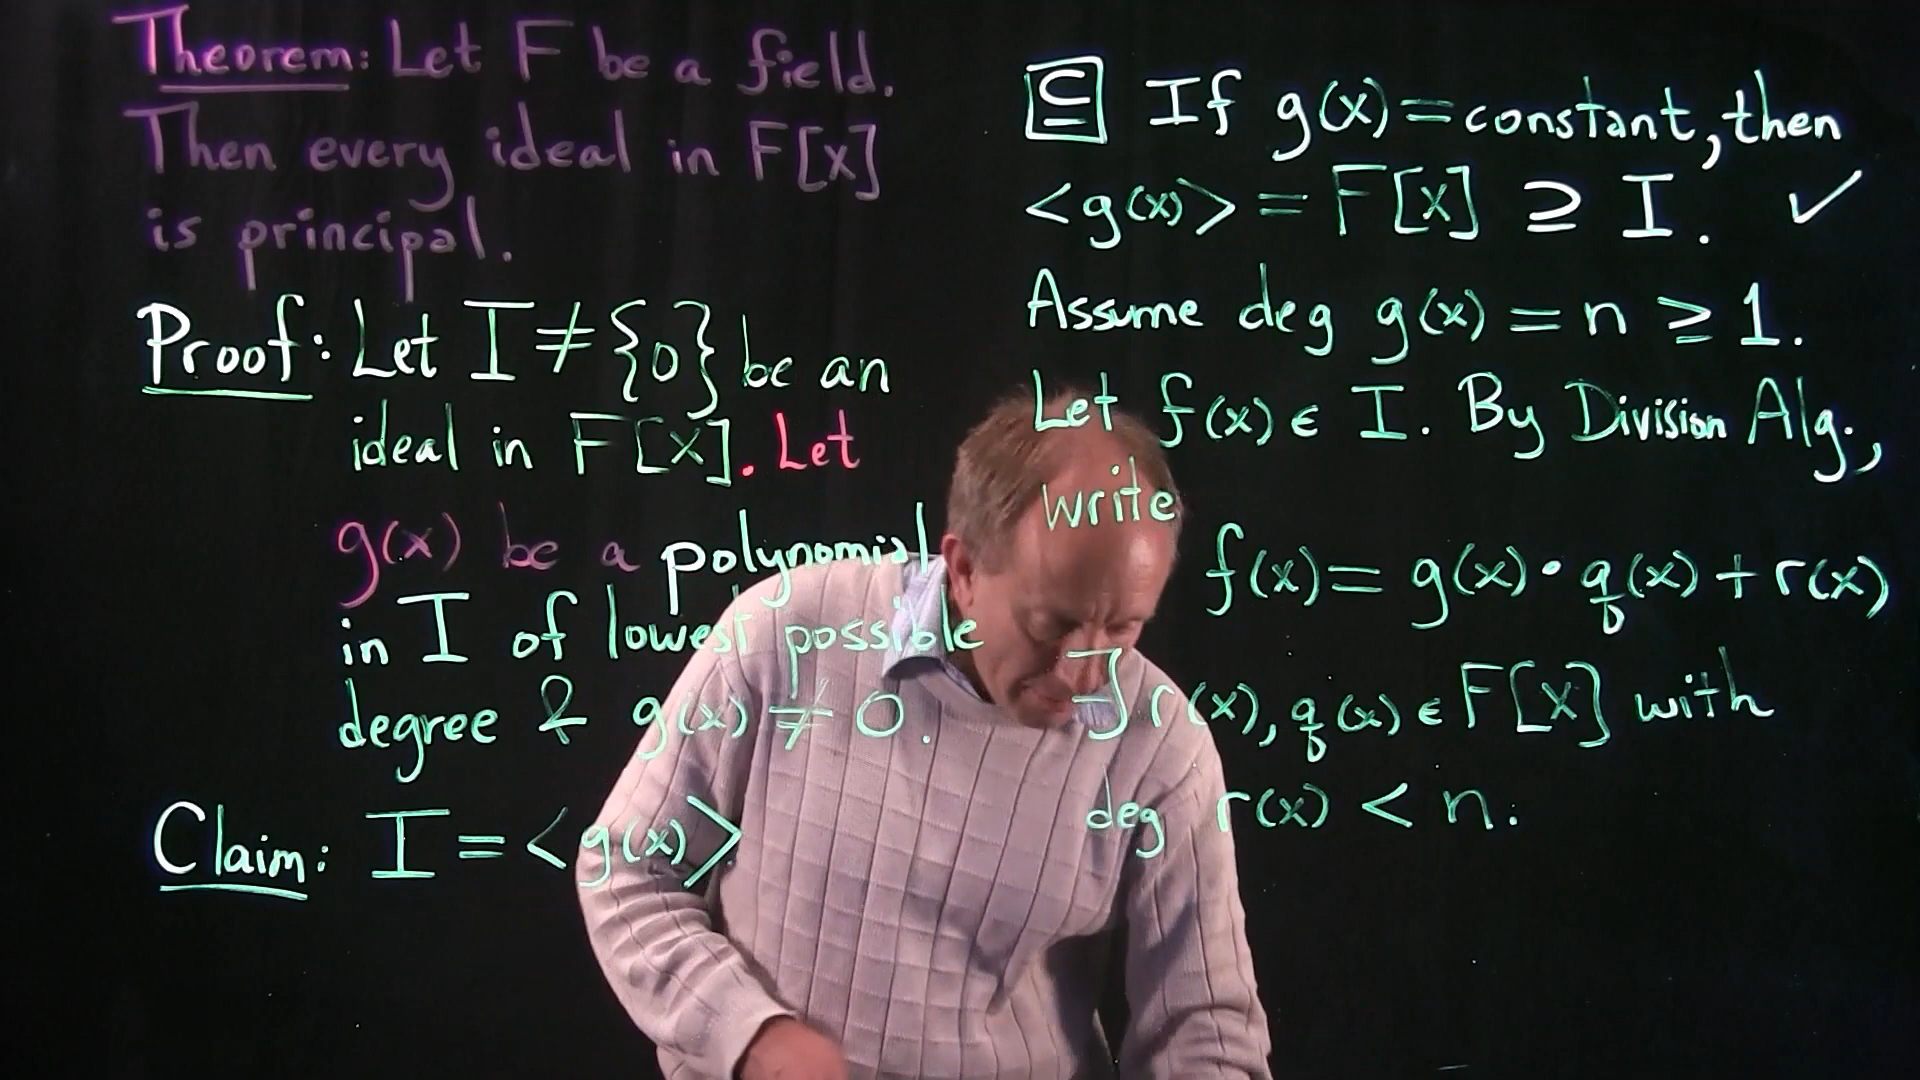 Theorem: Let F be a field.
Then every ideal in F[x]
is principal.
Proof: Let I ≠ {0} be an
ideal in F[x]. Let
g(x) be a polynomial
in I of lowest possible
degree & g(x) ≠ 0.
Claim: I = <g(x)>
⊆ If g(x) = constant, then
<g(x)> = F[x] ⊇ I. ✓
Assume deg g(x) = n ≥ 1.
Let f(x) ∈ I. By Division Alg.,
write
f(x) = g(x) · q(x) + r(x)
∃ r(x), q(x) ∈ F[x] with
deg r(x) < n.